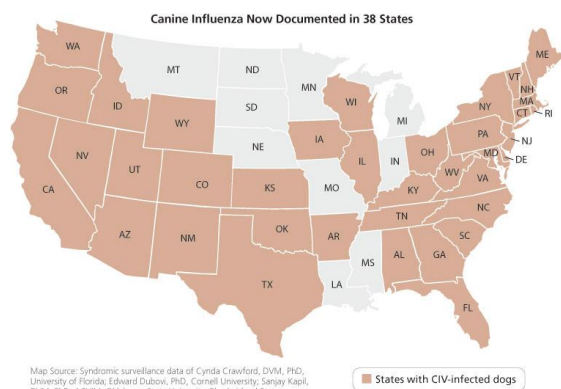 Canine Influenza Now Documented in 38 States
WA
MT
ND
MN
ME
VT
NH
MA
CT
RI
OR
ID
WY
SD
WI
MI
NY
NV
UT
CO
NE
IA
IL
IN
OH
PA
NJ
MD
DE
CA
KS
MO
KY
WV
VA
AZ
NM
OK
AR
TN
NC
SC
TX
LA
MS
AL
GA
FL
Map Source: Syndromic surveillance data of Cynda Crawford, DVM, PhD,
University of Florida; Edward Dubovi, PhD, Cornell University; Sanjay Kapil,
States with CIV-infected dogs